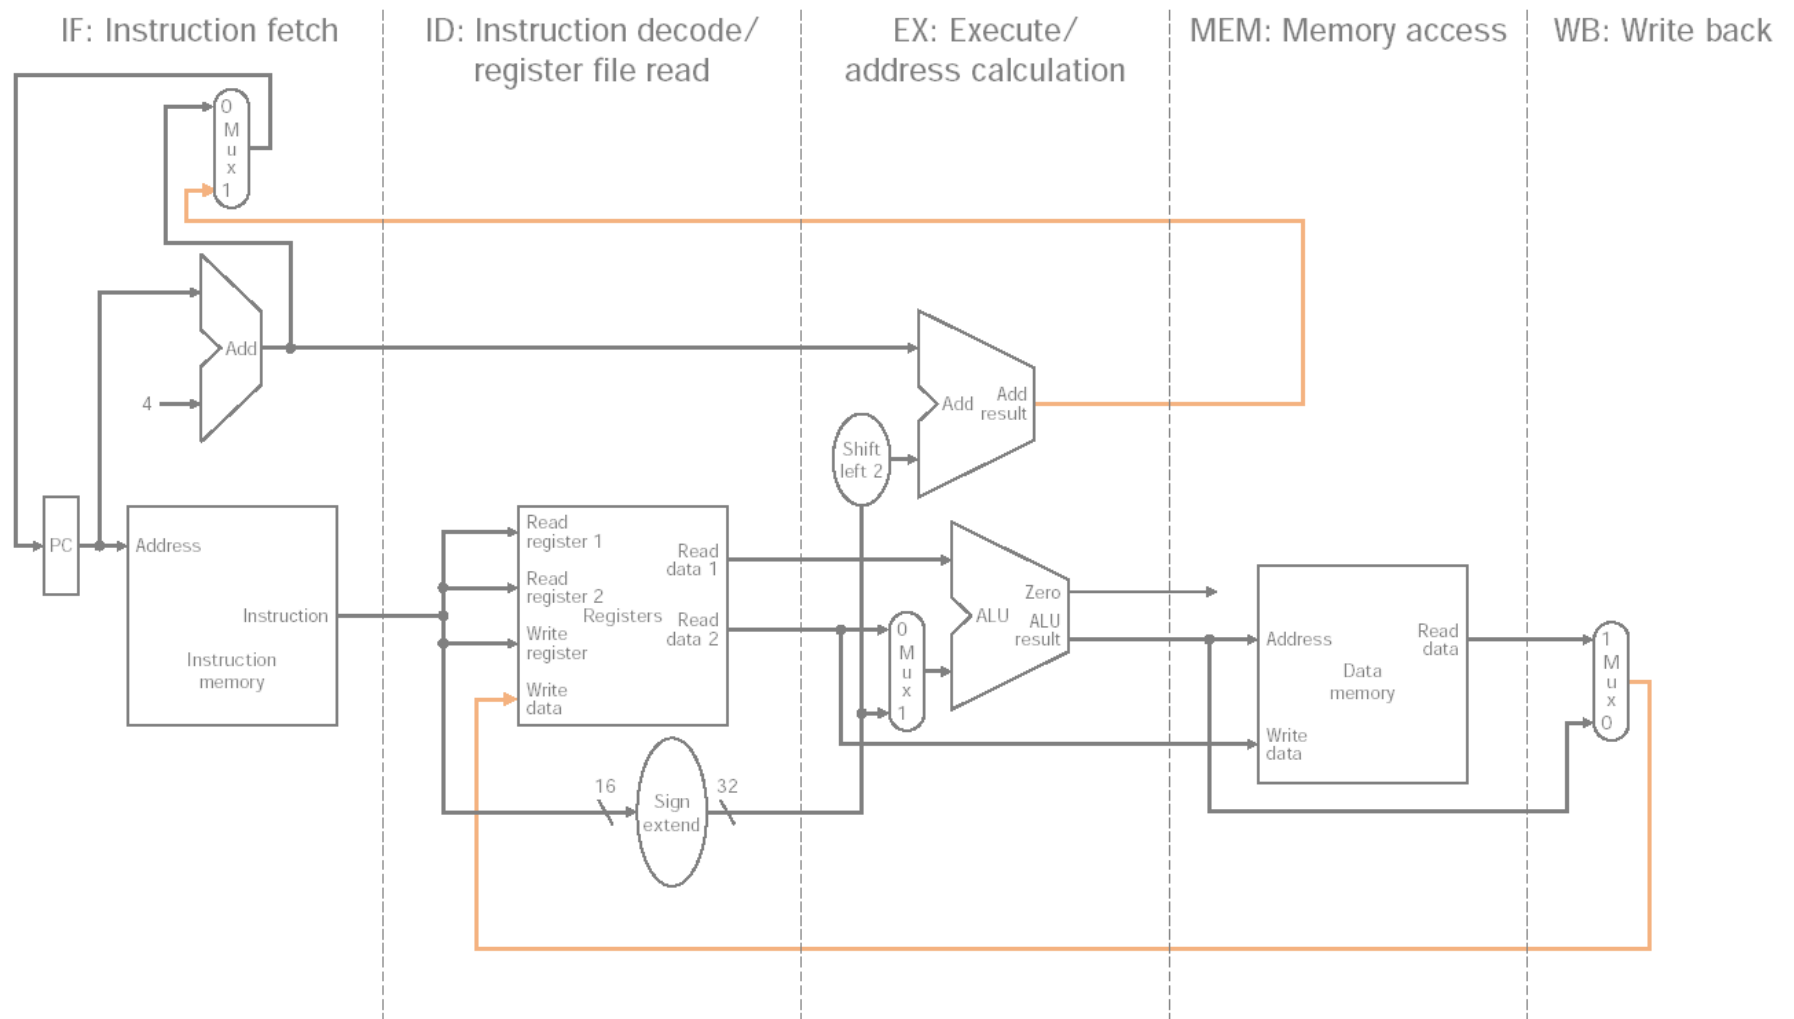 IF: Instruction fetch
ID: Instruction decode/
register file read
EX: Execute/
address calculation
MEM: Memory access
WB: Write back
0
M
u
x
1
Add
4
Add
Add
result
Shift
left 2
PC
Address
Instruction
Instruction
memory
Read
register 1
Read
register 2
Write
register
Write
data
Registers
Read
data 1
Read
data 2
0
M
u
x
1
Zero
ALU
ALU
result
Address
Write
data
Data
memory
Read
data
1
M
u
x
0
16
Sign
extend
32